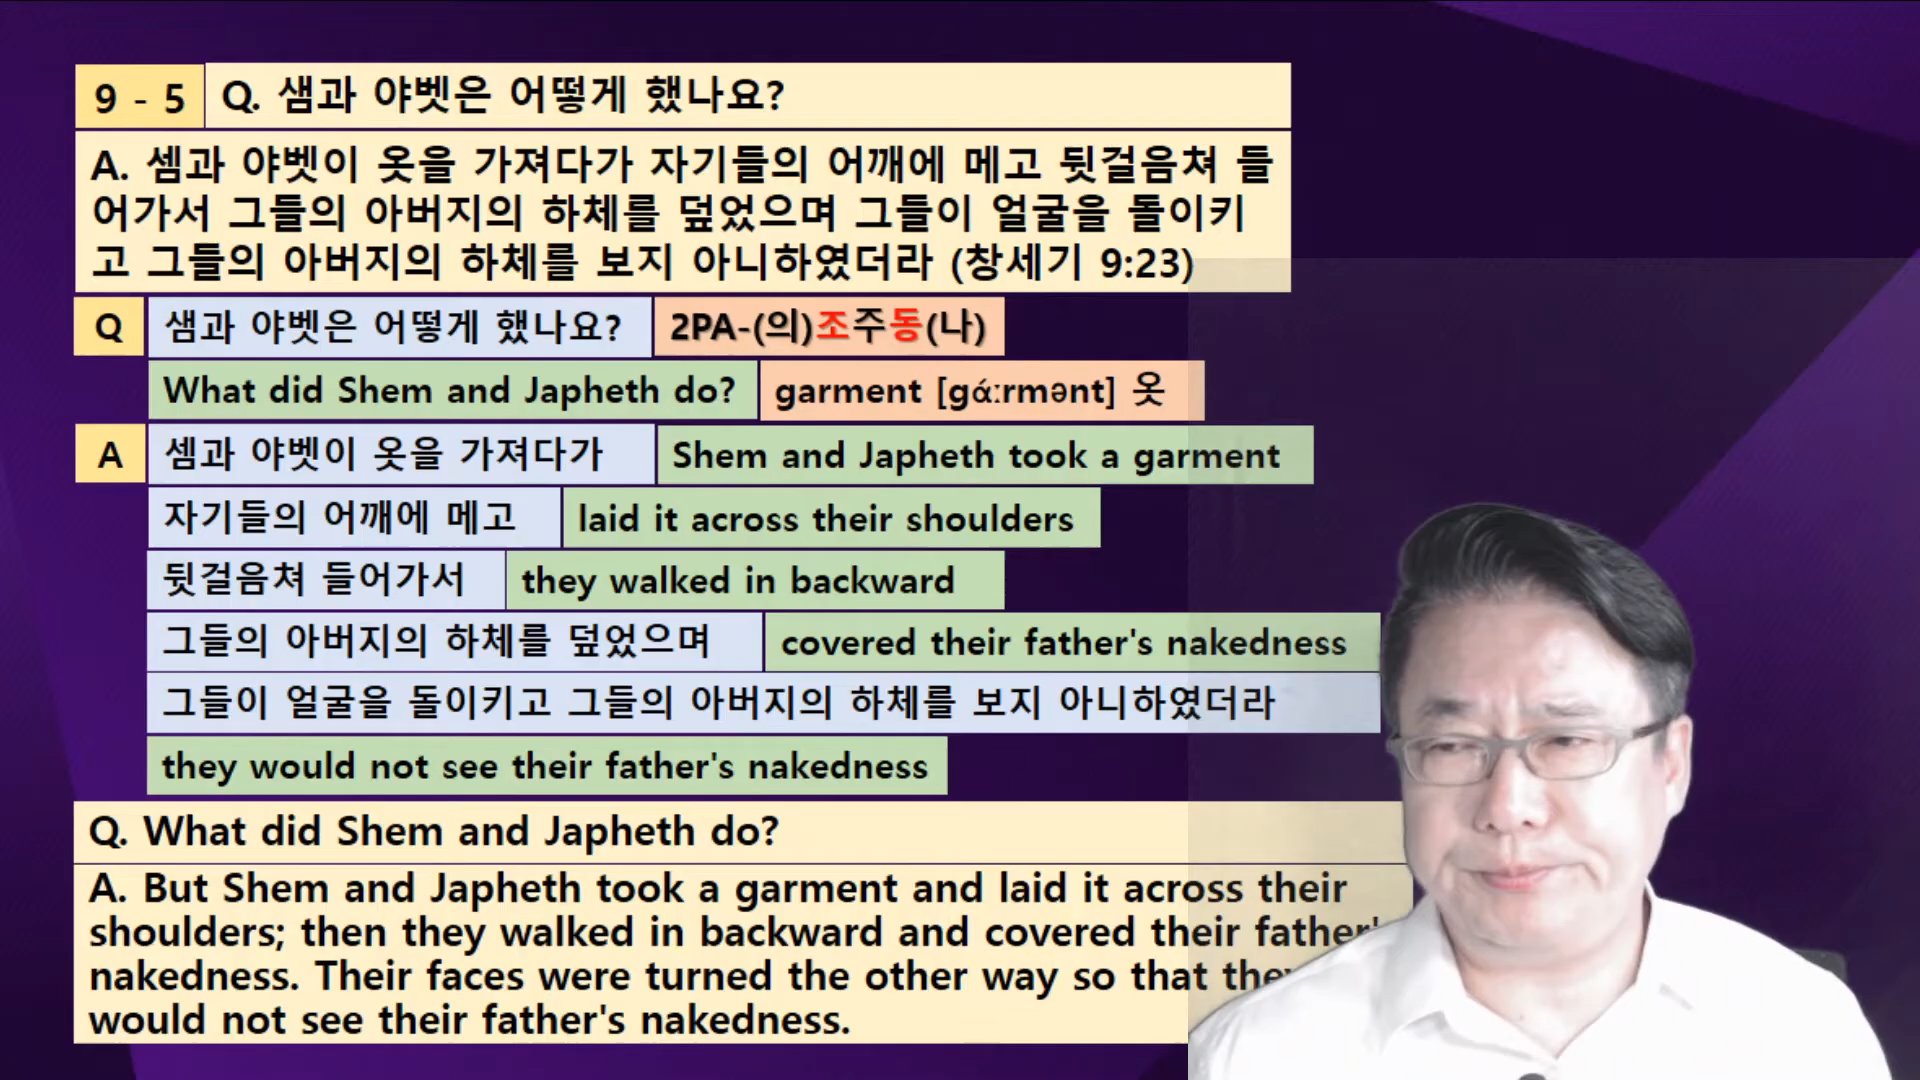 9 - 5
Q. 샘과 야벳은 어떻게 했나요?
A. 셈과 야벳이 옷을 가져다가 자기들의 어깨에 메고 뒷걸음쳐 들
어가서 그들의 아버지의 하체를 덮었으며 그들이 얼굴을 돌이키
고 그들의 아버지의 하체를 보지 아니하였더라 (창세기 9:23)
Q
샘과 야벳은 어떻게 했나요?
2PA-(의)조주동(나)
What did Shem and Japheth do?
garment [gɑ́ːrmənt] 옷
A
셈과 야벳이 옷을 가져다가
Shem and Japheth took a garment
자기들의 어깨에 메고
laid it across their shoulders
뒷걸음쳐 들어가서
they walked in backward
그들의 아버지의 하체를 덮었으며
covered their father's nakedness
그들이 얼굴을 돌이키고 그들의 아버지의 하체를 보지 아니하였더라
they would not see their father's nakedness
Q. What did Shem and Japheth do?
A. But Shem and Japheth took a garment and laid it across their
shoulders; then they walked in backward and covered their father's
nakedness. Their faces were turned the other way so that they
would not see their father's nakedness.